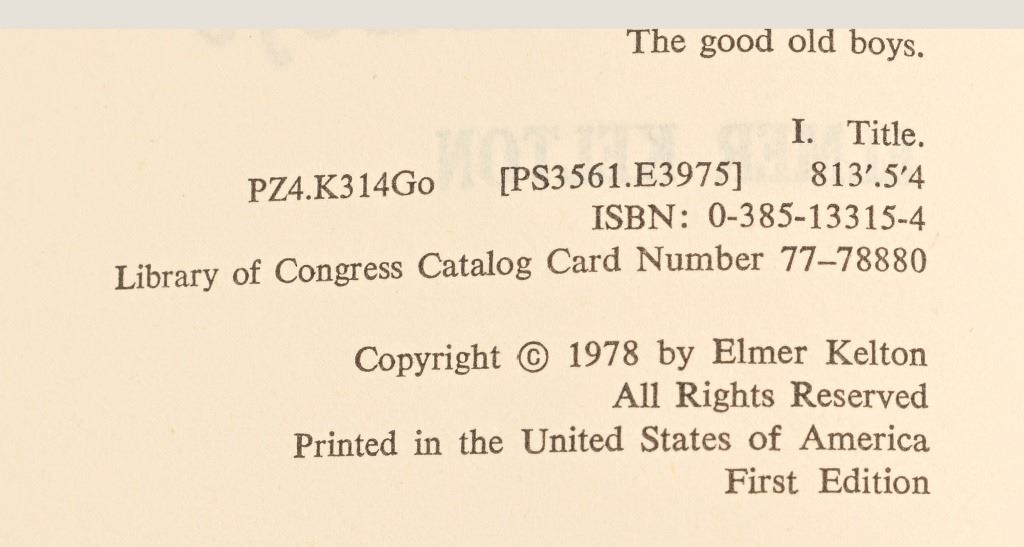 The good old boys.
I. Title.
PZ4.K314Go [PS3561.E3975] 813'.5'4
ISBN: 0-385-13315-4
Library of Congress Catalog Card Number 77–78880
Copyright © 1978 by Elmer Kelton
All Rights Reserved
Printed in the United States of America
First Edition